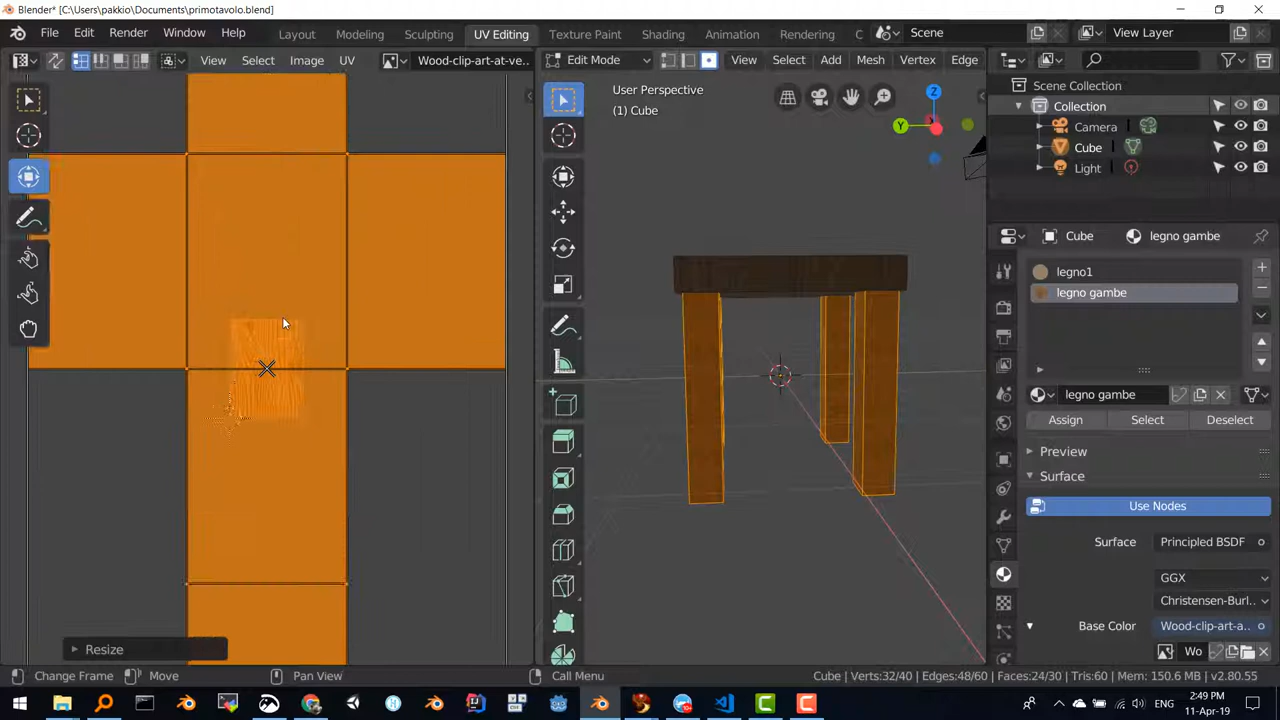 Blender* [C:\Users\pakkio\Documents\primotavolo.blend]
File Edit Render Window Help Layout Modeling Sculpting UV Editing Texture Paint Shading Animation Rendering C Scene View Layer
View Select Image UV Wood-clip-art-at-ve... Edit Mode View Select Add Mesh Vertex Edge
User Perspective
(1) Cube
Z
Y
Scene Collection
Collection
Camera
Cube
Light
Cube legno gambe
legno1
legno gambe
legno gambe
Assign Select Deselect
Preview
Surface
Use Nodes
Surface Principled BSDF
GGX
Christensen-Burl..
Base Color Wood-clip-art-a..
Wo
Resize
Change Frame Move Pan View Call Menu Cube | Verts:32/40 | Edges:48/60 | Faces:24/30 | Tris:60 | Mem: 150.6 MB | v2.80.55
ENG
2:49 PM
11-Apr-19